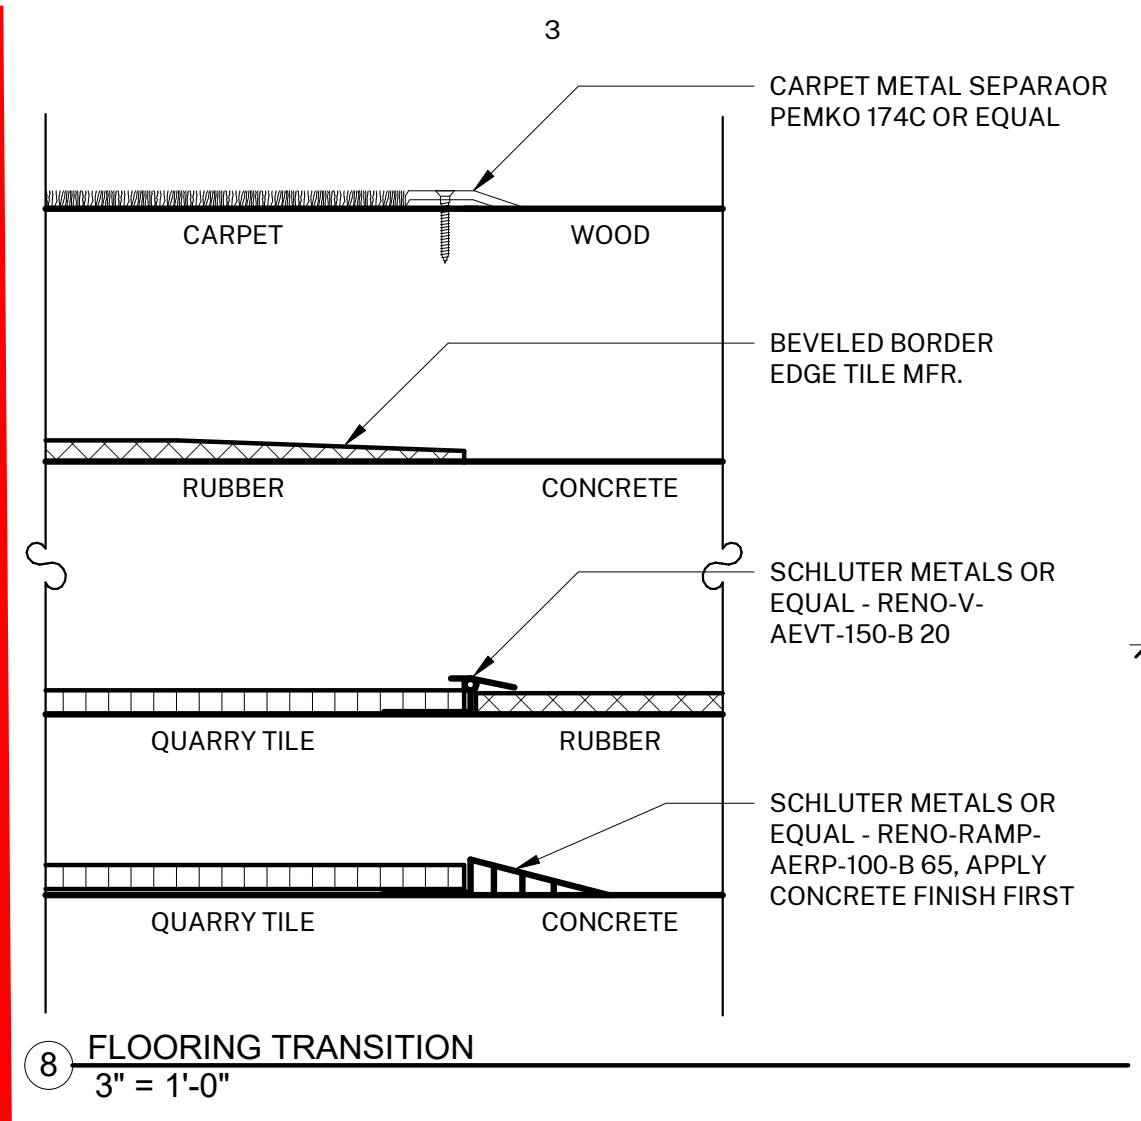 3
CARPET METAL SEPARAOR
PEMKO 174C OR EQUAL
CARPET
WOOD
BEVELED BORDER
EDGE TILE MFR.
RUBBER
CONCRETE
SCHLUTER METALS OR
EQUAL - RENO-V-
AEVT-150-B 20
QUARRY TILE
RUBBER
SCHLUTER METALS OR
EQUAL - RENO-RAMP-
AERP-100-B 65, APPLY
CONCRETE FINISH FIRST
QUARRY TILE
CONCRETE
8
FLOORING TRANSITION
3" = 1'-0"